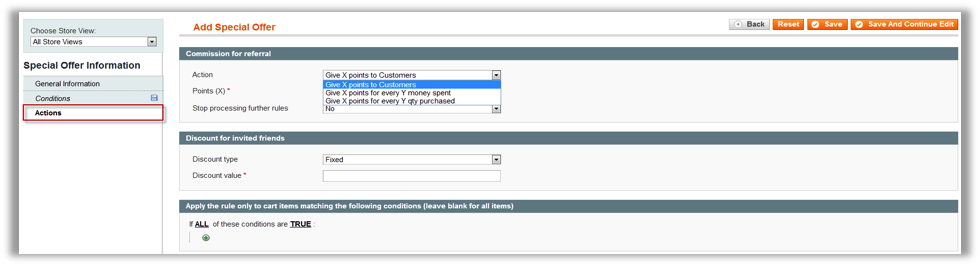 Choose Store View:
All Store Views
Special Offer Information
General Information
Conditions
Actions
Add Special Offer
Back Reset Save Save And Continue Edit
Commission for referral
Action Give X points to Customers
Give X points to Customers
Points (X) * Give X points for every Y money spent
Give X points for every Y qty purchased
Stop processing further rules No
Discount for invited friends
Discount type Fixed
Discount value *
Apply the rule only to cart items matching the following conditions (leave blank for all items)
If ALL of these conditions are TRUE :